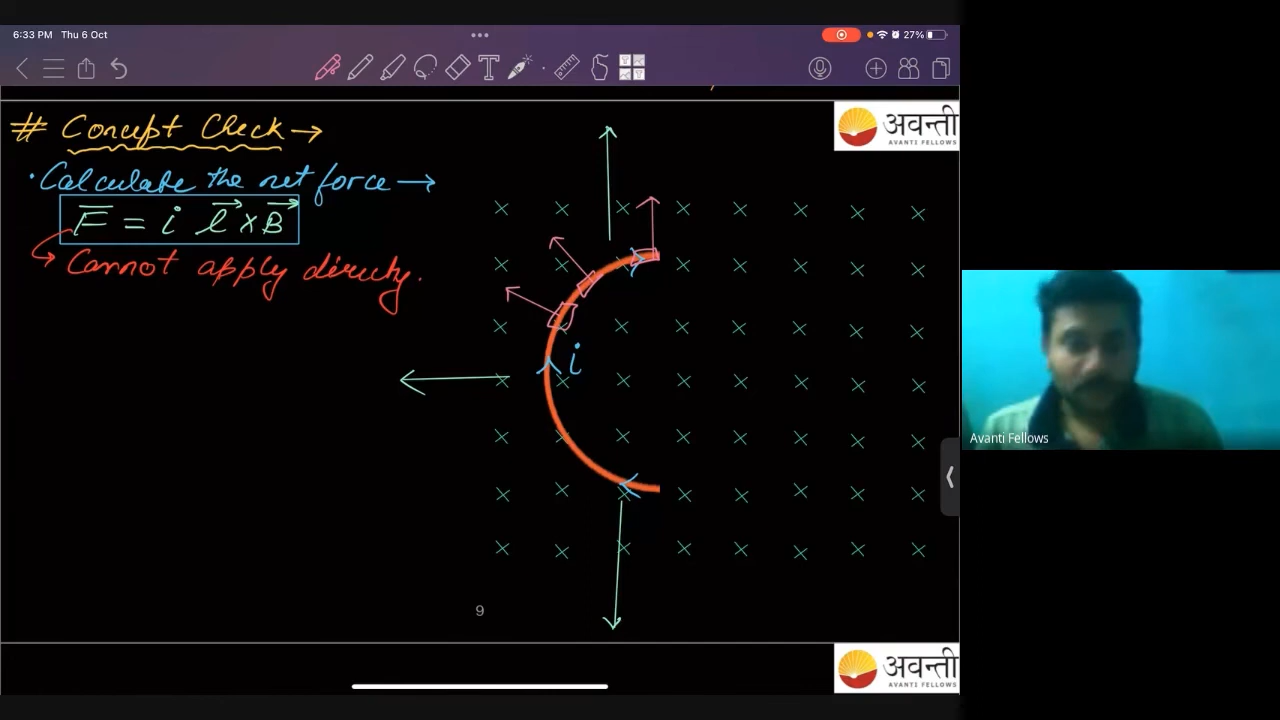 6:33 PM Thu 6 Oct
27%
# Concept Check →
अवन्ती
AVANTI FELLOWS
· Calculate the net force →
F = i l × B
Cannot apply directly.
i
Avanti Fellows
9
अवन्ती
AVANTI FELLOWS